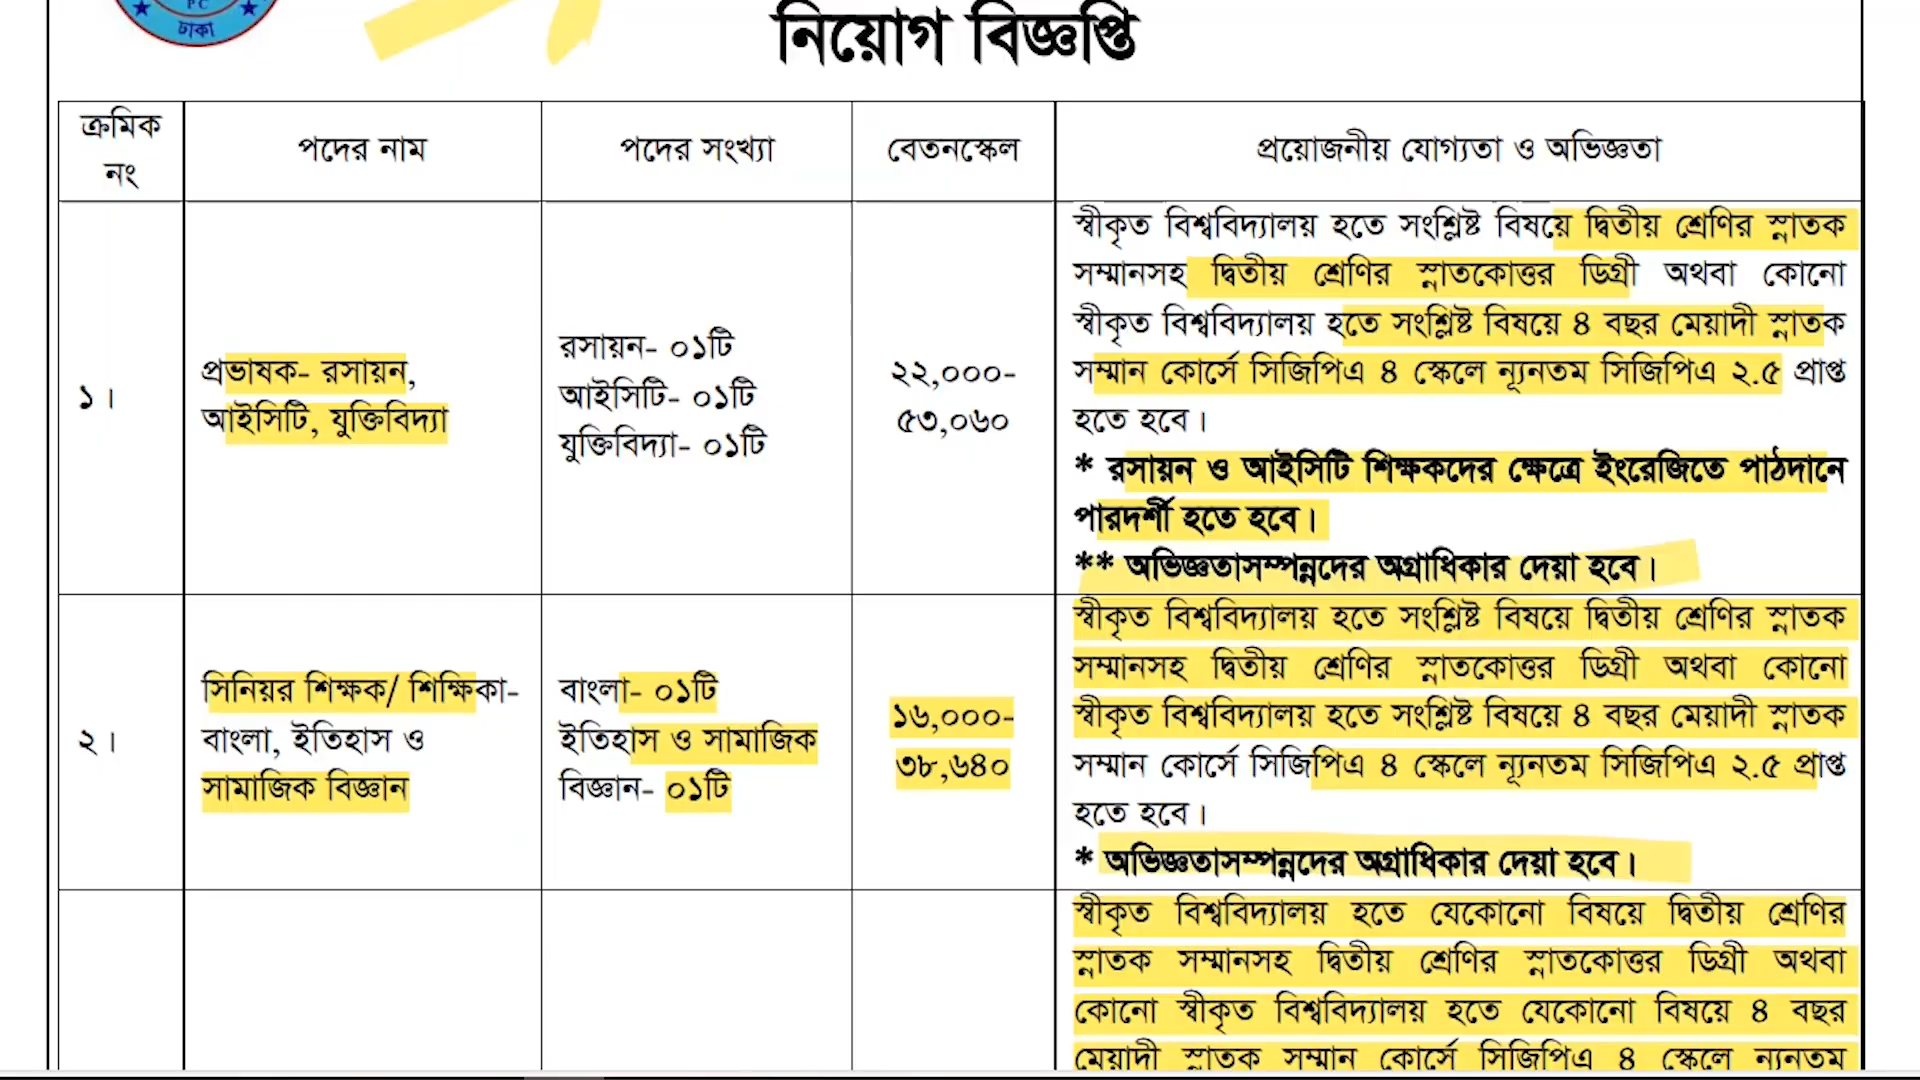 PC
ঢাকা
নিয়োগ বিজ্ঞপ্তি
ক্রমিক
নং
পদের নাম
পদের সংখ্যা
বেতনস্কেল
প্রয়োজনীয় যোগ্যতা ও অভিজ্ঞতা
১।
প্রভাষক- রসায়ন,
আইসিটি, যুক্তিবিদ্যা
রসায়ন- ০১টি
আইসিটি- ০১টি
যুক্তিবিদ্যা- ০১টি
২২,০০০-
৫৩,০৬০
স্বীকৃত বিশ্ববিদ্যালয় হতে সংশ্লিষ্ট বিষয়ে দ্বিতীয় শ্রেণির স্নাতক
সম্মানসহ দ্বিতীয় শ্রেণির স্নাতকোত্তর ডিগ্রী অথবা কোনো
স্বীকৃত বিশ্ববিদ্যালয় হতে সংশ্লিষ্ট বিষয়ে ৪ বছর মেয়াদী স্নাতক
সম্মান কোর্সে সিজিপিএ ৪ স্কেলে ন্যূনতম সিজিপিএ ২.৫ প্রাপ্ত
হতে হবে।
* রসায়ন ও আইসিটি শিক্ষকদের ক্ষেত্রে ইংরেজিতে পাঠদানে
পারদর্শী হতে হবে।
** অভিজ্ঞতাসম্পন্নদের অগ্রাধিকার দেয়া হবে।
২।
সিনিয়র শিক্ষক/ শিক্ষিকা-
বাংলা, ইতিহাস ও
সামাজিক বিজ্ঞান
বাংলা- ০১টি
ইতিহাস ও সামাজিক
বিজ্ঞান- ০১টি
১৬,০০০-
৩৮,৬৪০
স্বীকৃত বিশ্ববিদ্যালয় হতে সংশ্লিষ্ট বিষয়ে দ্বিতীয় শ্রেণির স্নাতক
সম্মানসহ দ্বিতীয় শ্রেণির স্নাতকোত্তর ডিগ্রী অথবা কোনো
স্বীকৃত বিশ্ববিদ্যালয় হতে সংশ্লিষ্ট বিষয়ে ৪ বছর মেয়াদী স্নাতক
সম্মান কোর্সে সিজিপিএ ৪ স্কেলে ন্যূনতম সিজিপিএ ২.৫ প্রাপ্ত
হতে হবে।
* অভিজ্ঞতাসম্পন্নদের অগ্রাধিকার দেয়া হবে।
স্বীকৃত বিশ্ববিদ্যালয় হতে যেকোনো বিষয়ে দ্বিতীয় শ্রেণির
স্নাতক সম্মানসহ দ্বিতীয় শ্রেণির স্নাতকোত্তর ডিগ্রী অথবা
কোনো স্বীকৃত বিশ্ববিদ্যালয় হতে যেকোনো বিষয়ে ৪ বছর
মেয়াদী স্নাতক সম্মান কোর্সে সিজিপিএ ৪ স্কেলে ন্যূনতম